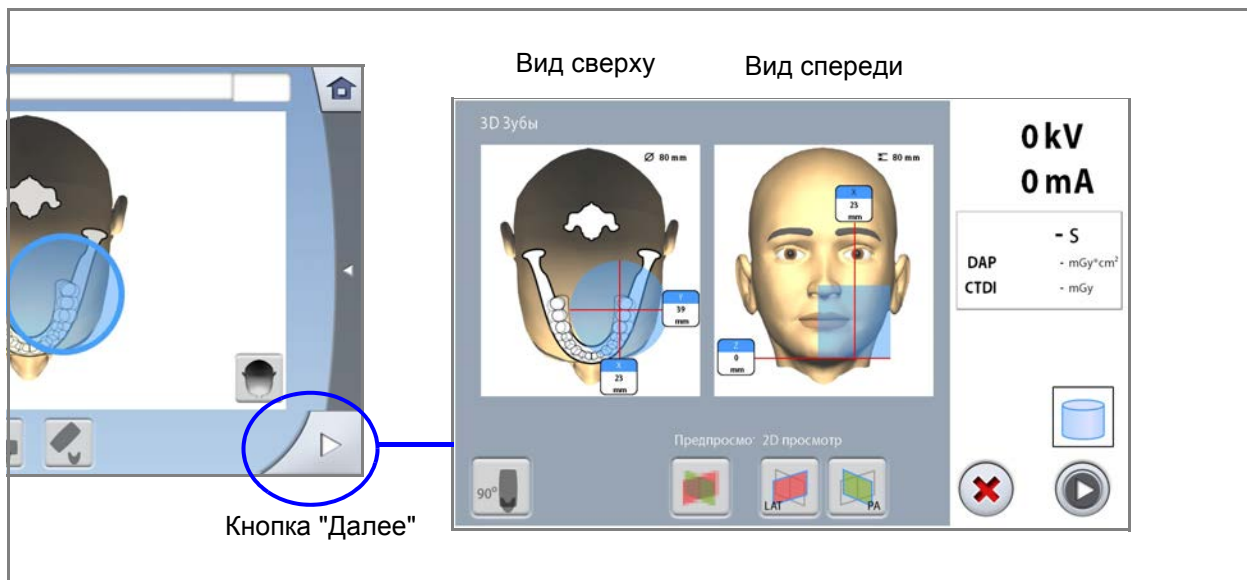 Вид сверху
Вид спереди
3D Зубы
Ø 80 mm
80 mm
0 kV
0 mA
X
23
mm
- s
DAP
- mGy*cm²
CTDI
- mGy
Y
39
mm
Z
0
mm
X
23
mm
Предпросмо
2D просмотр
90°
LAT
PA
Кнопка "Далее"